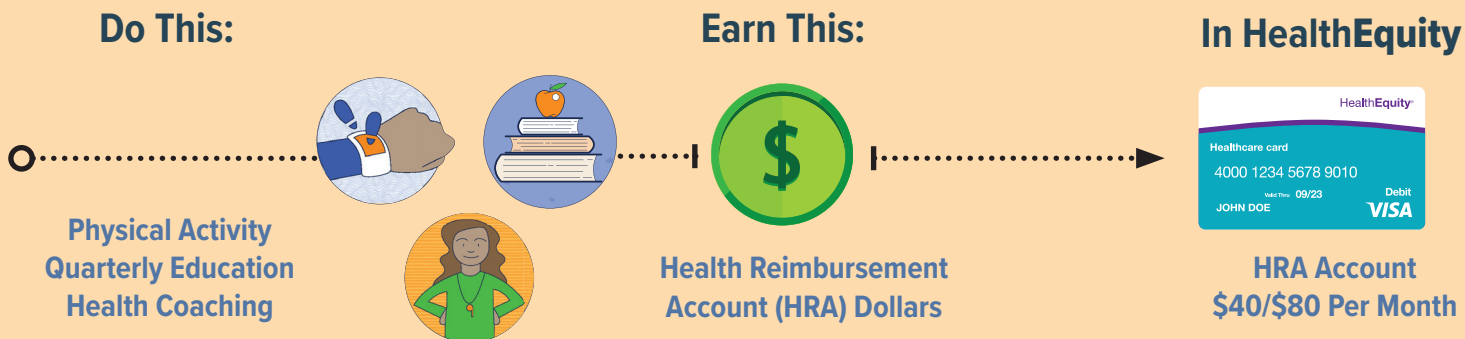 Do This:
Earn This:
In HealthEquity
$
HealthEquity
Healthcare card
4000 1234 5678 9010
Valid Thru 09/23
Debit
JOHN DOE
VISA
Physical Activity
Quarterly Education
Health Coaching
Health Reimbursement
Account (HRA) Dollars
HRA Account
$40/$80 Per Month